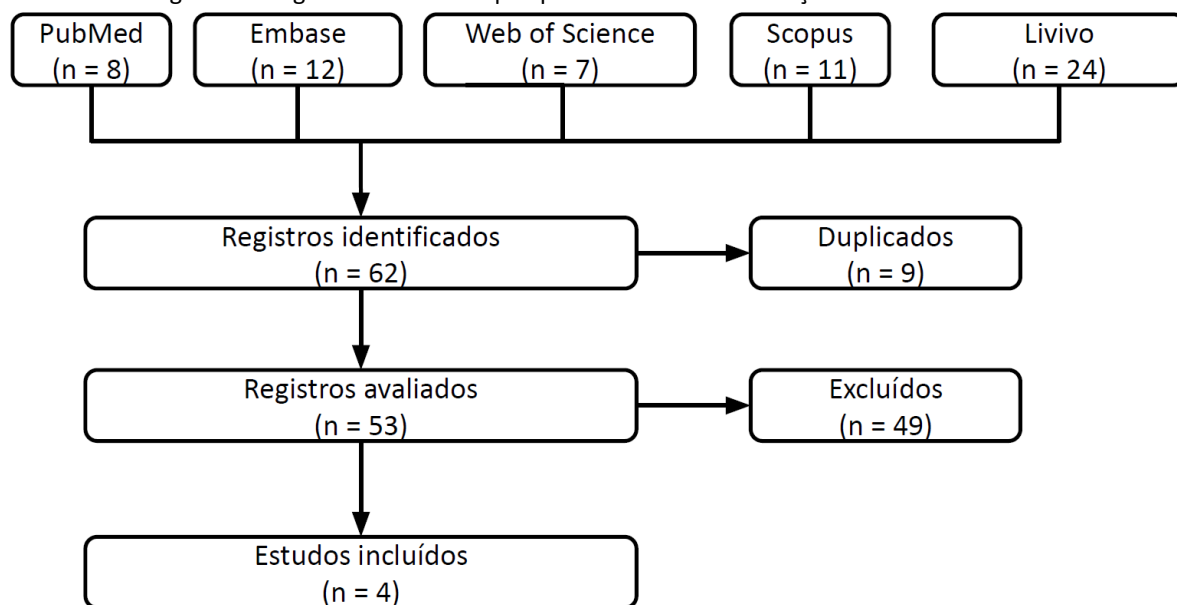 PubMed
(n = 8)
Embase
(n = 12)
Web of Science
(n = 7)
Scopus
(n = 11)
Livivo
(n = 24)
Registros identificados
(n = 62)
Duplicados
(n = 9)
Registros avaliados
(n = 53)
Excluídos
(n = 49)
Estudos incluídos
(n = 4)